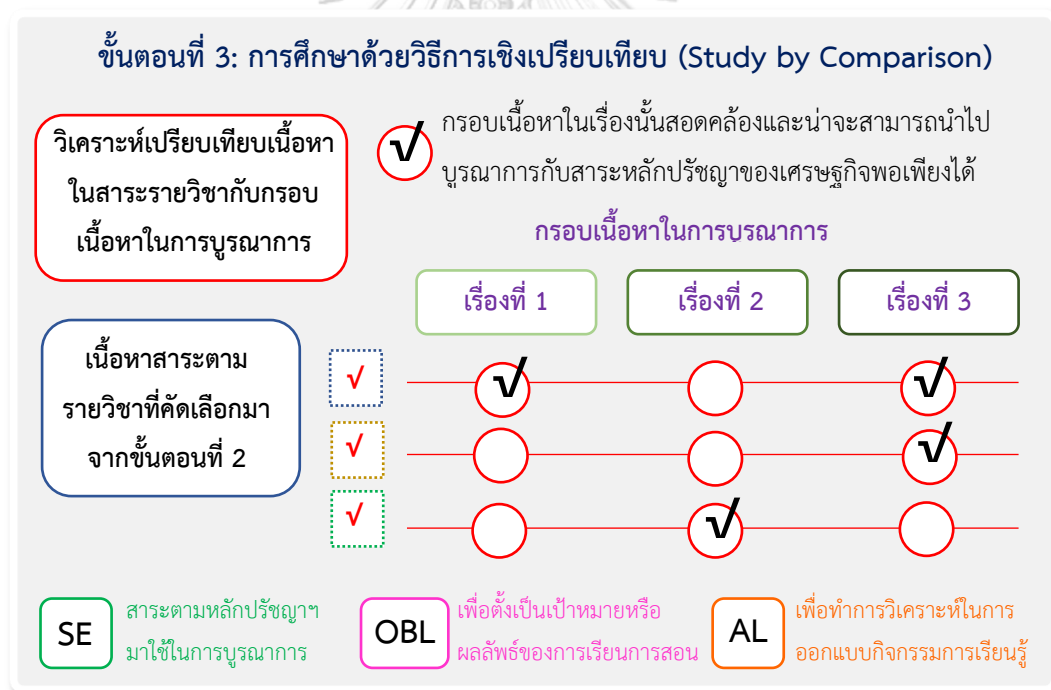 ขั้นตอนที่ 3: การศึกษาด้วยวิธีการเชิงเปรียบเทียบ (Study by Comparison)
วิเคราะห์เปรียบเทียบเนื้อหา
ในสาระรายวิชากับกรอบ
เนื้อหาในการบูรณาการ
√
กรอบเนื้อหาในเรื่องนั้นสอดคล้องและน่าจะสามารถนำไป
บูรณาการกับสาระหลักปรัชญาของเศรษฐกิจพอเพียงได้
กรอบเนื้อหาในการบูรณาการ
เรื่องที่ 1
เรื่องที่ 2
เรื่องที่ 3
เนื้อหาสาระตาม
รายวิชาที่คัดเลือกมา
จากขั้นตอนที่ 2
√ √ √
√ √
√ √
SE
สาระตามหลักปรัชญาฯ
มาใช้ในการบูรณาการ
OBL
เพื่อตั้งเป็นเป้าหมายหรือ
ผลลัพธ์ของการเรียนการสอน
AL
เพื่อทำการวิเคราะห์ในการ
ออกแบบกิจกรรมการเรียนรู้